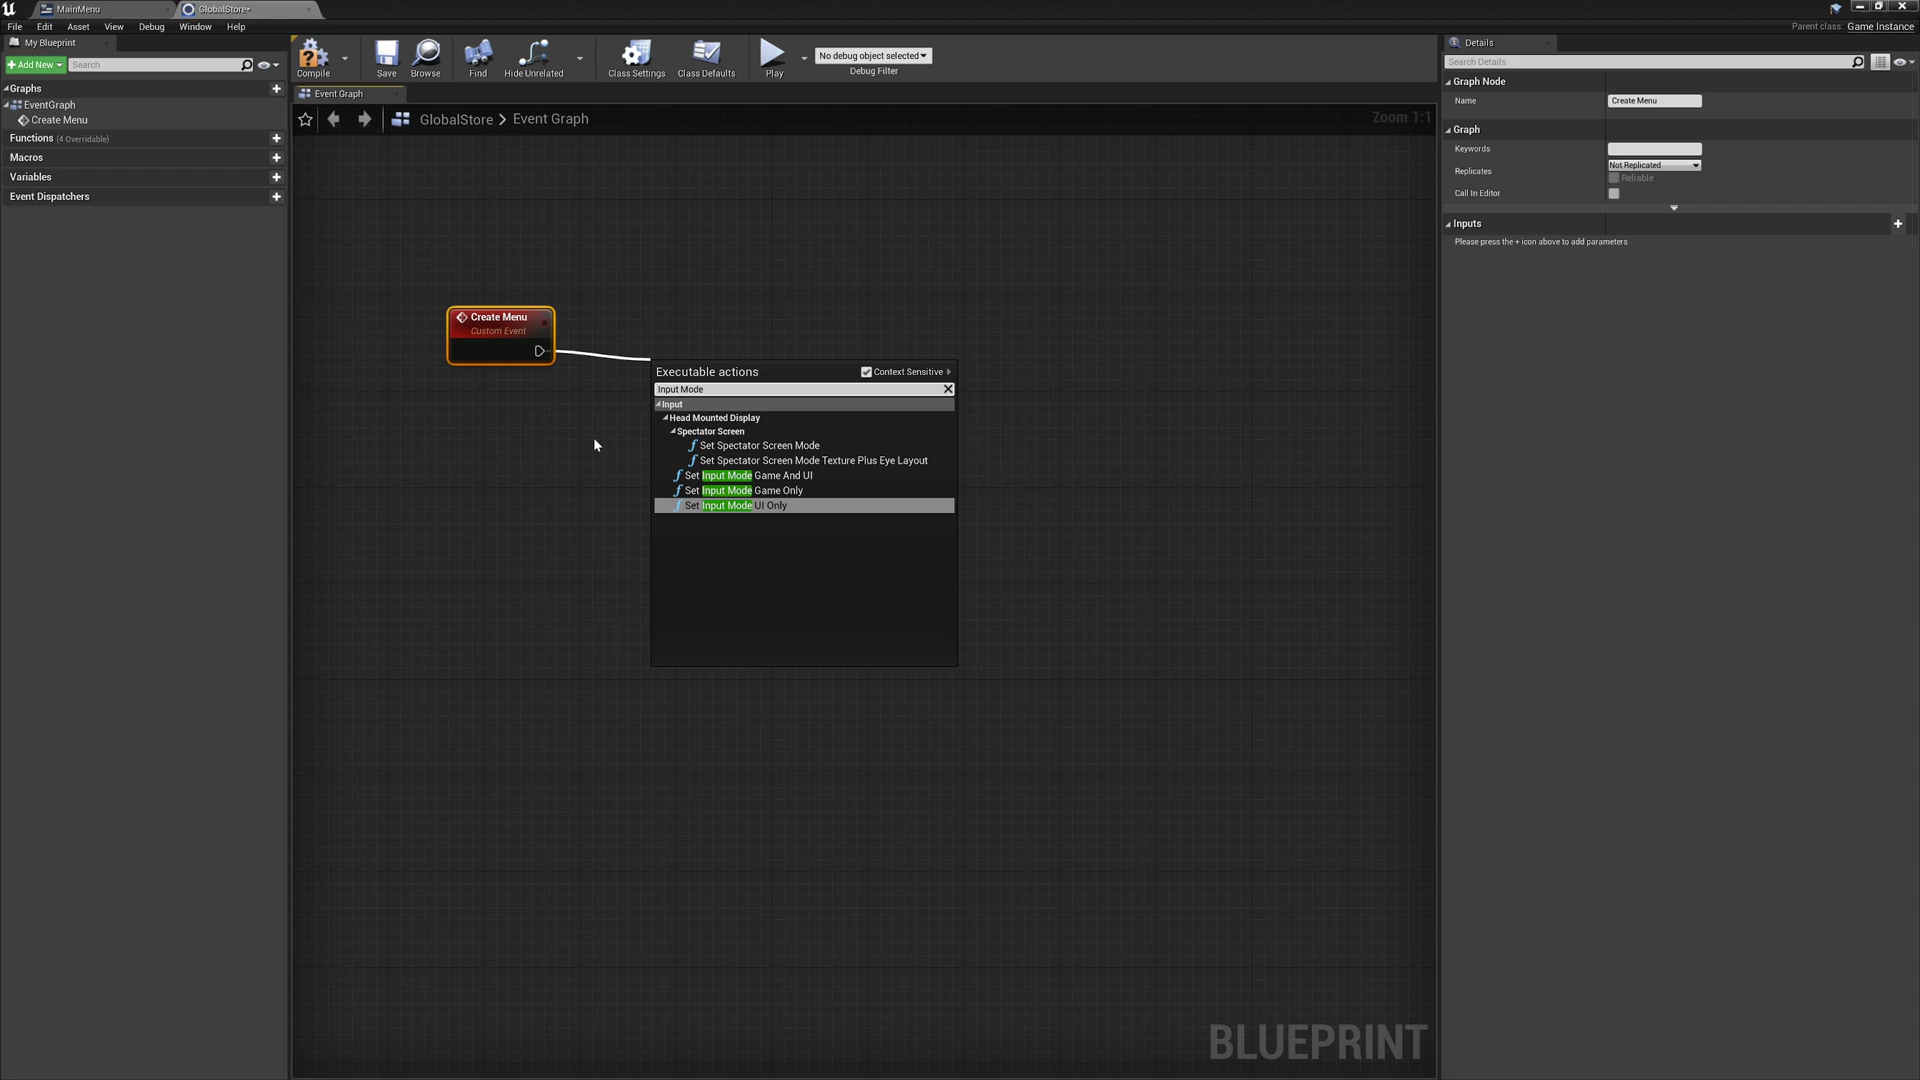 MainMenu
GlobalStore*
File Edit Asset View Debug Window Help
Parent class: Game Instance
My Blueprint
Add New
Search
Graphs
EventGraph
Create Menu
Functions (4 Overridable)
Macros
Variables
Event Dispatchers
Compile
Save
Browse
Find
Hide Unrelated
Class Settings
Class Defaults
Play
No debug object selected
Debug Filter
Event Graph
GlobalStore > Event Graph
Zoom 1:1
Create Menu
Custom Event
Executable actions
Context Sensitive
Input Mode
Input
Head Mounted Display
Spectator Screen
Set Spectator Screen Mode
Set Spectator Screen Mode Texture Plus Eye Layout
Set Input Mode Game And UI
Set Input Mode Game Only
Set Input Mode UI Only
BLUEPRINT
Details
Search Details
Graph Node
Name Create Menu
Graph
Keywords
Replicates Not Replicated
Reliable
Call In Editor
Inputs
Please press the + icon above to add parameters